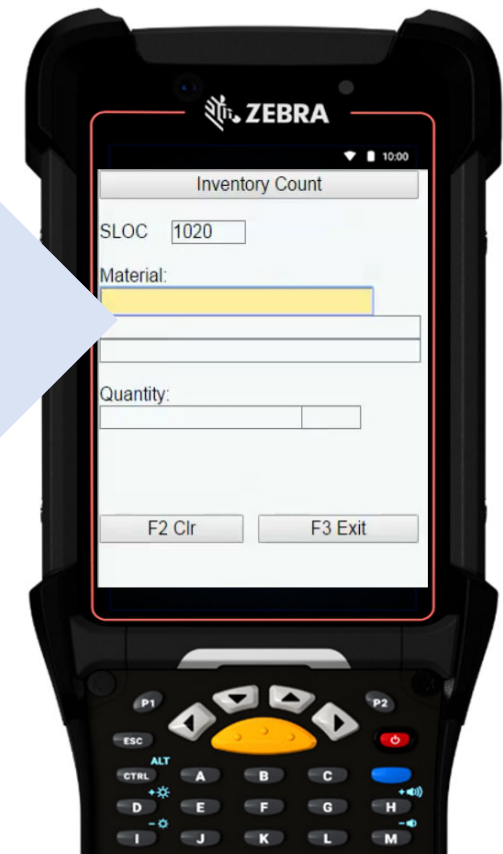 ZEBRA
10:00
Inventory Count
SLOC 1020
Material:
Quantity:
F2 Clr F3 Exit
P1 P2
ESC
ALT
CTRL A B C
D E F G H
I J K L M